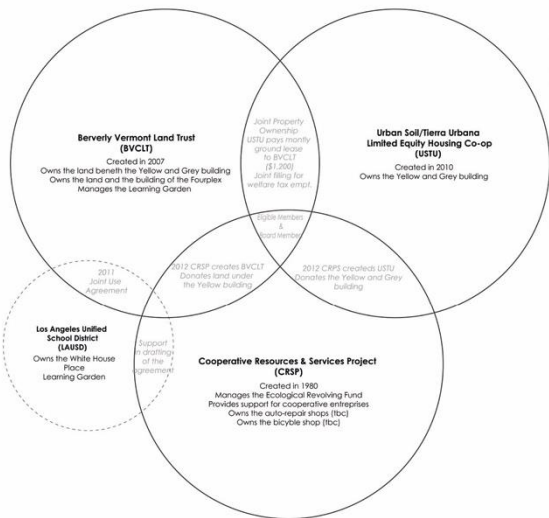 Berverly Vermont Land Trust
(BVCLT)
Created in 2007
Owns the land beneth the Yellow and Grey building
Owns the land and the building of the Fourplex
Manages the Learning Garden
Joint Property
Ownership
USTU pays montly
ground lease
to BVCLT
($1,200)
Joint filling for
welfare tax empt.
Urban Soil/Tierra Urbana
Limited Equity Housing Co-op
(USTU)
Created in 2010
Owns the Yellow and Grey building
Eligible Members
&
Board Member
2012 CRSP creates BVCLT
Donates land under
the Yellow building
2012 CRPS createds USTU
Donates the Yellow and Grey
building
2011
Joint Use
Agreement
Los Angeles Unified
School District
(LAUSD)
Owns the White House
Place
Learning Garden
Support
in drafting
of the
agreement
Cooperative Resources & Services Project
(CRSP)
Created in 1980
Manages the Ecological Revolving Fund
Provides support for cooperative entreprises
Owns the auto-repair shops (tbc)
Owns the bicyble shop (tbc)